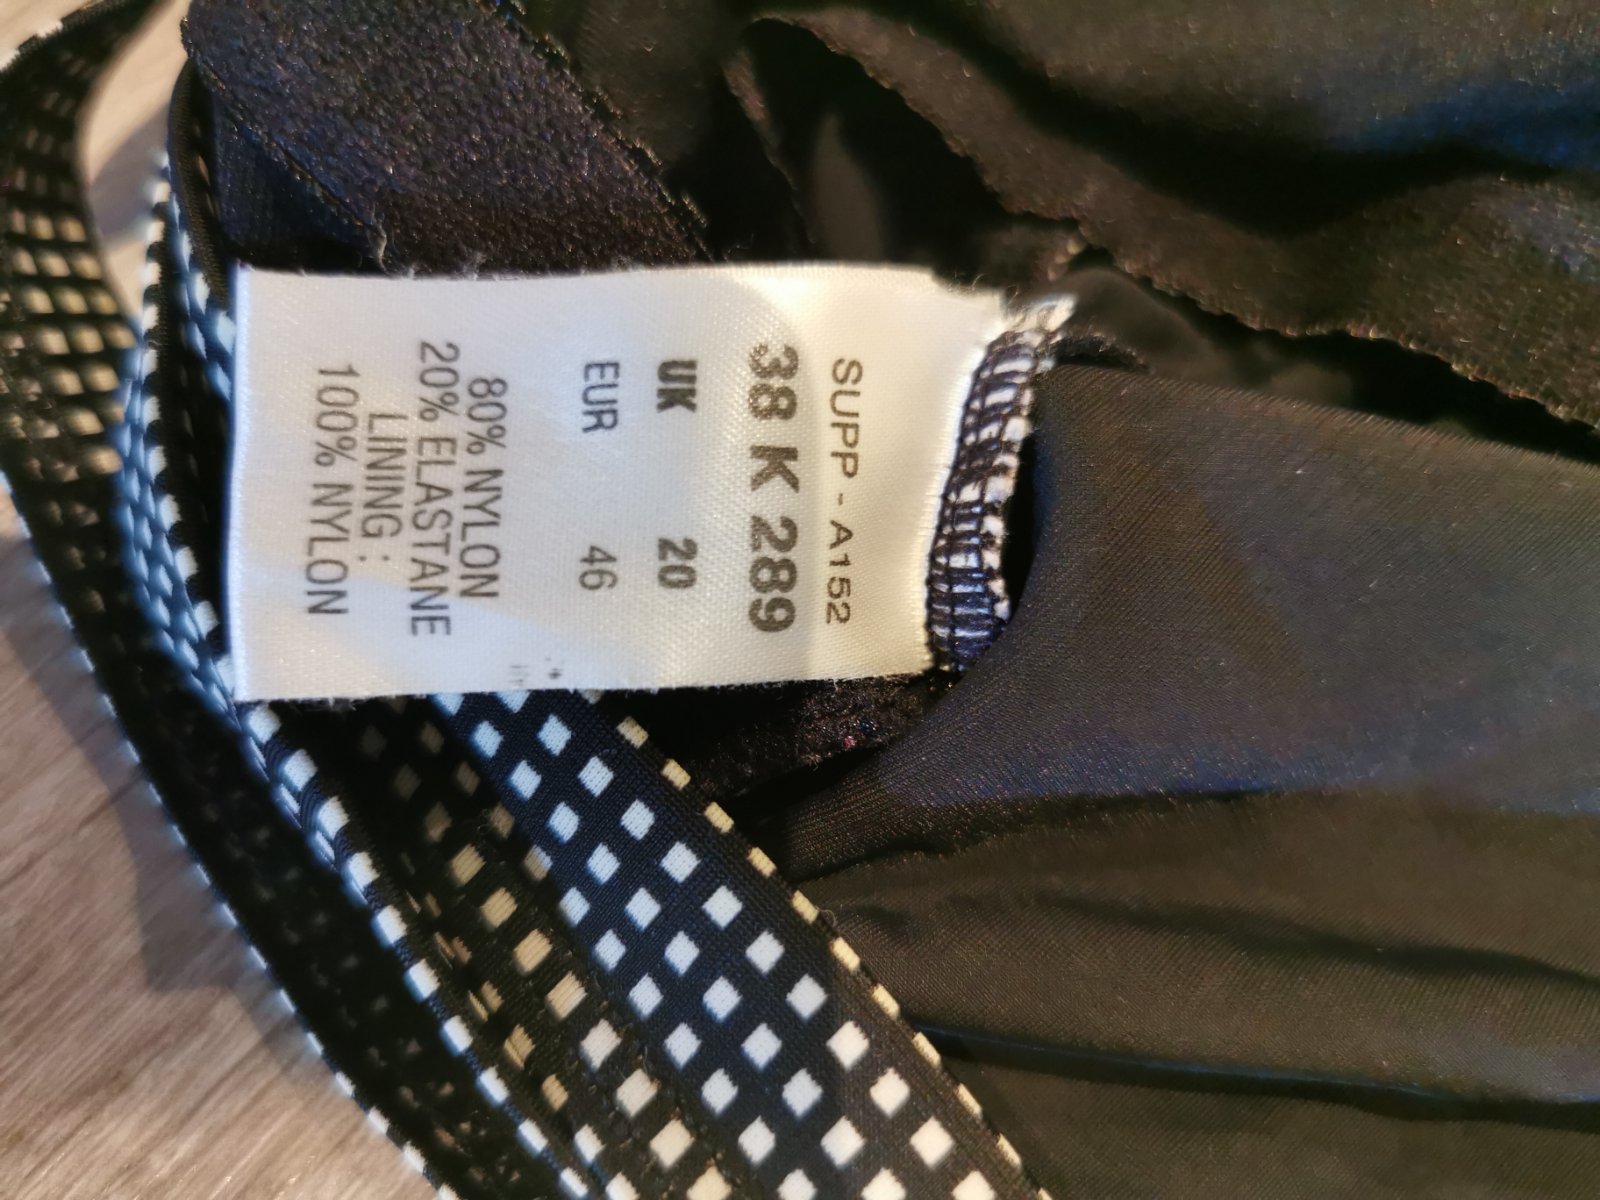 SUPP - A152
38 K 289
UK 20
EUR 46
80% NYLON
20% ELASTANE
LINING :
100% NYLON